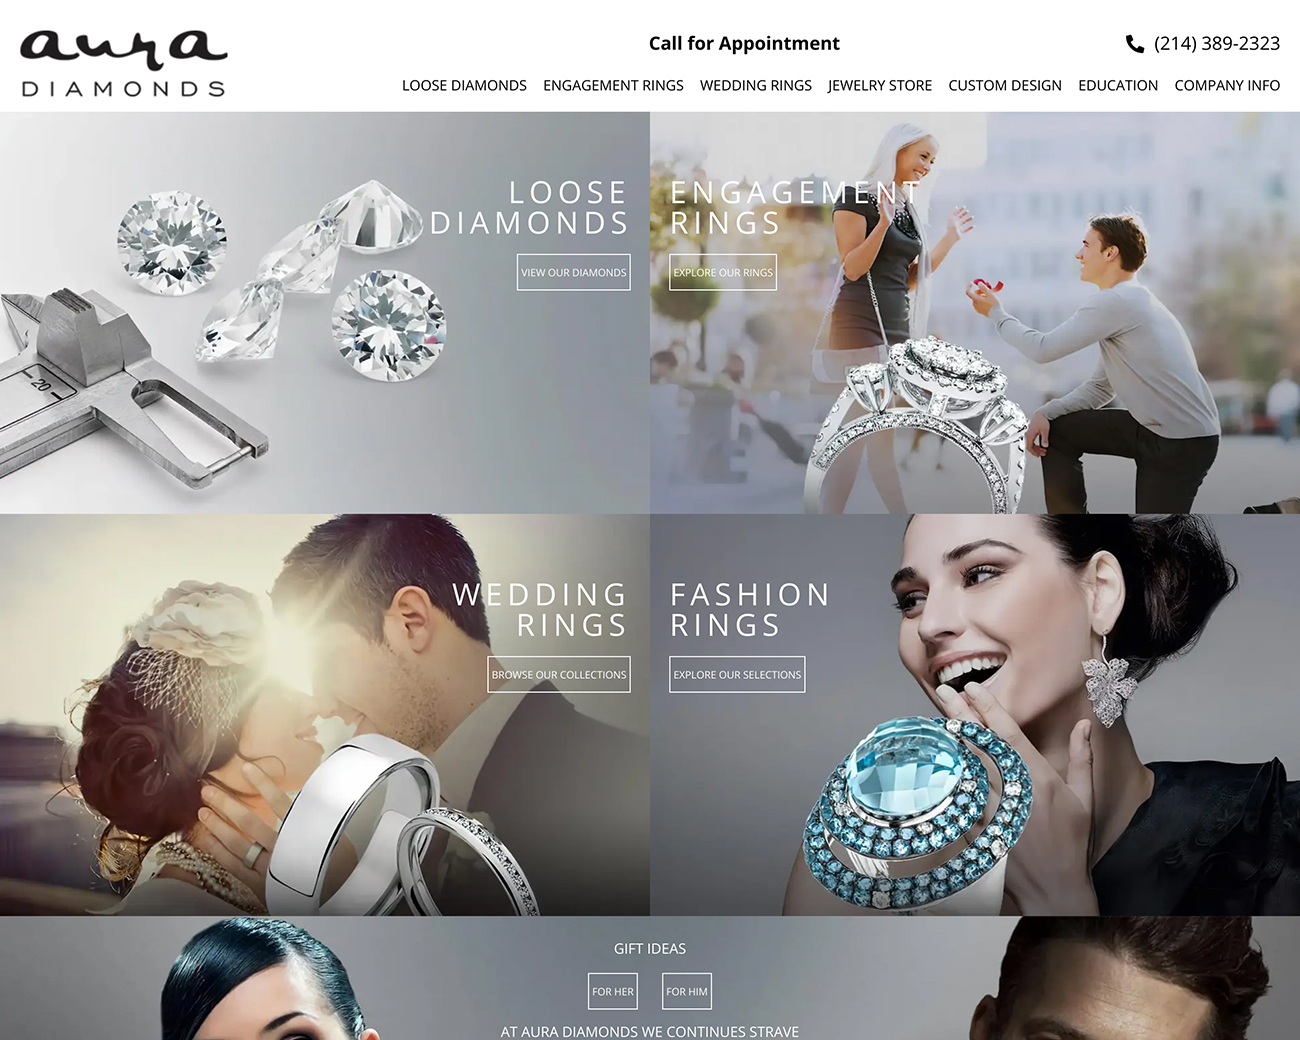 aura
DIAMONDS
Call for Appointment
(214) 389-2323
LOOSE DIAMONDS ENGAGEMENT RINGS WEDDING RINGS JEWELRY STORE CUSTOM DESIGN EDUCATION COMPANY INFO
LOOSE
DIAMONDS
VIEW OUR DIAMONDS
ENGAGEMENT
RINGS
EXPLORE OUR RINGS
20
WEDDING
RINGS
BROWSE OUR COLLECTIONS
FASHION
RINGS
EXPLORE OUR SELECTIONS
GIFT IDEAS
FOR HER
FOR HIM
AT AURA DIAMONDS WE CONTINUES STRAVE